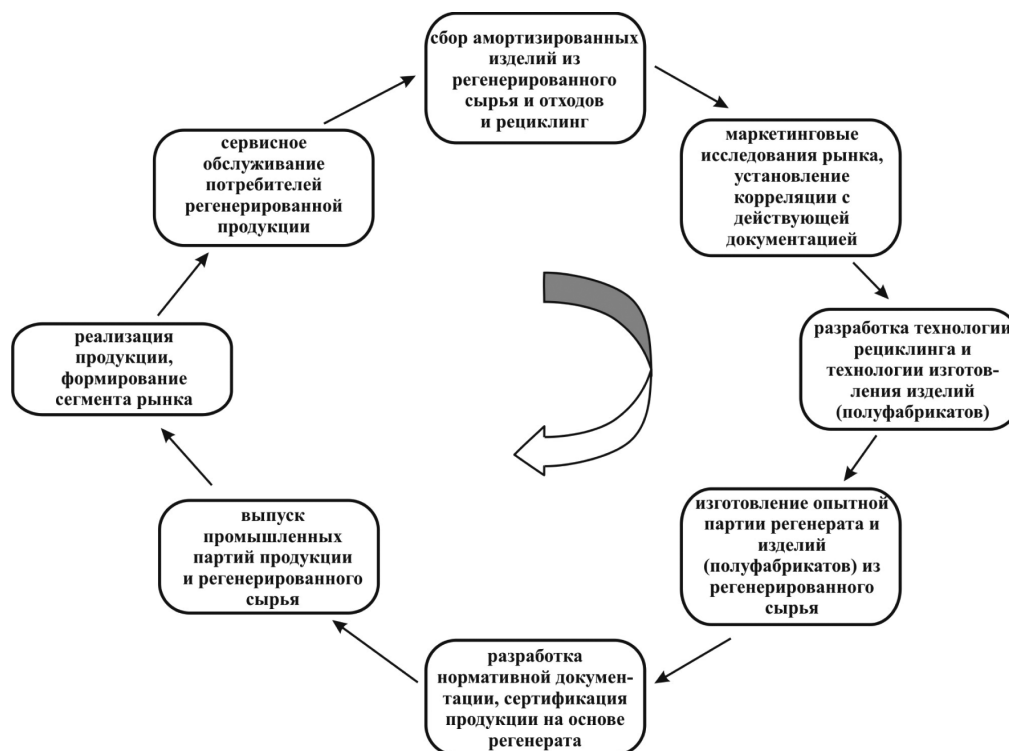 сбор амортизированных
изделий из
регенерированного
сырья и отходов
и рециклинг
маркетинговые
исследования рынка,
установление
корреляции с
действующей
документацией
разработка технологии
рециклинга и
технологии изготов-
ления изделий
(полуфабрикатов)
изготовление опытной
партии регенерата и
изделий
(полуфабрикатов) из
регенерированного
сырья
разработка
нормативной докумен-
тации, сертификация
продукции на основе
регенерата
выпуск
промышленных
партий продукции
и регенерированного
сырья
реализация
продукции,
формирование
сегмента рынка
сервисное
обслуживание
потребителей
регенерированной
продукции